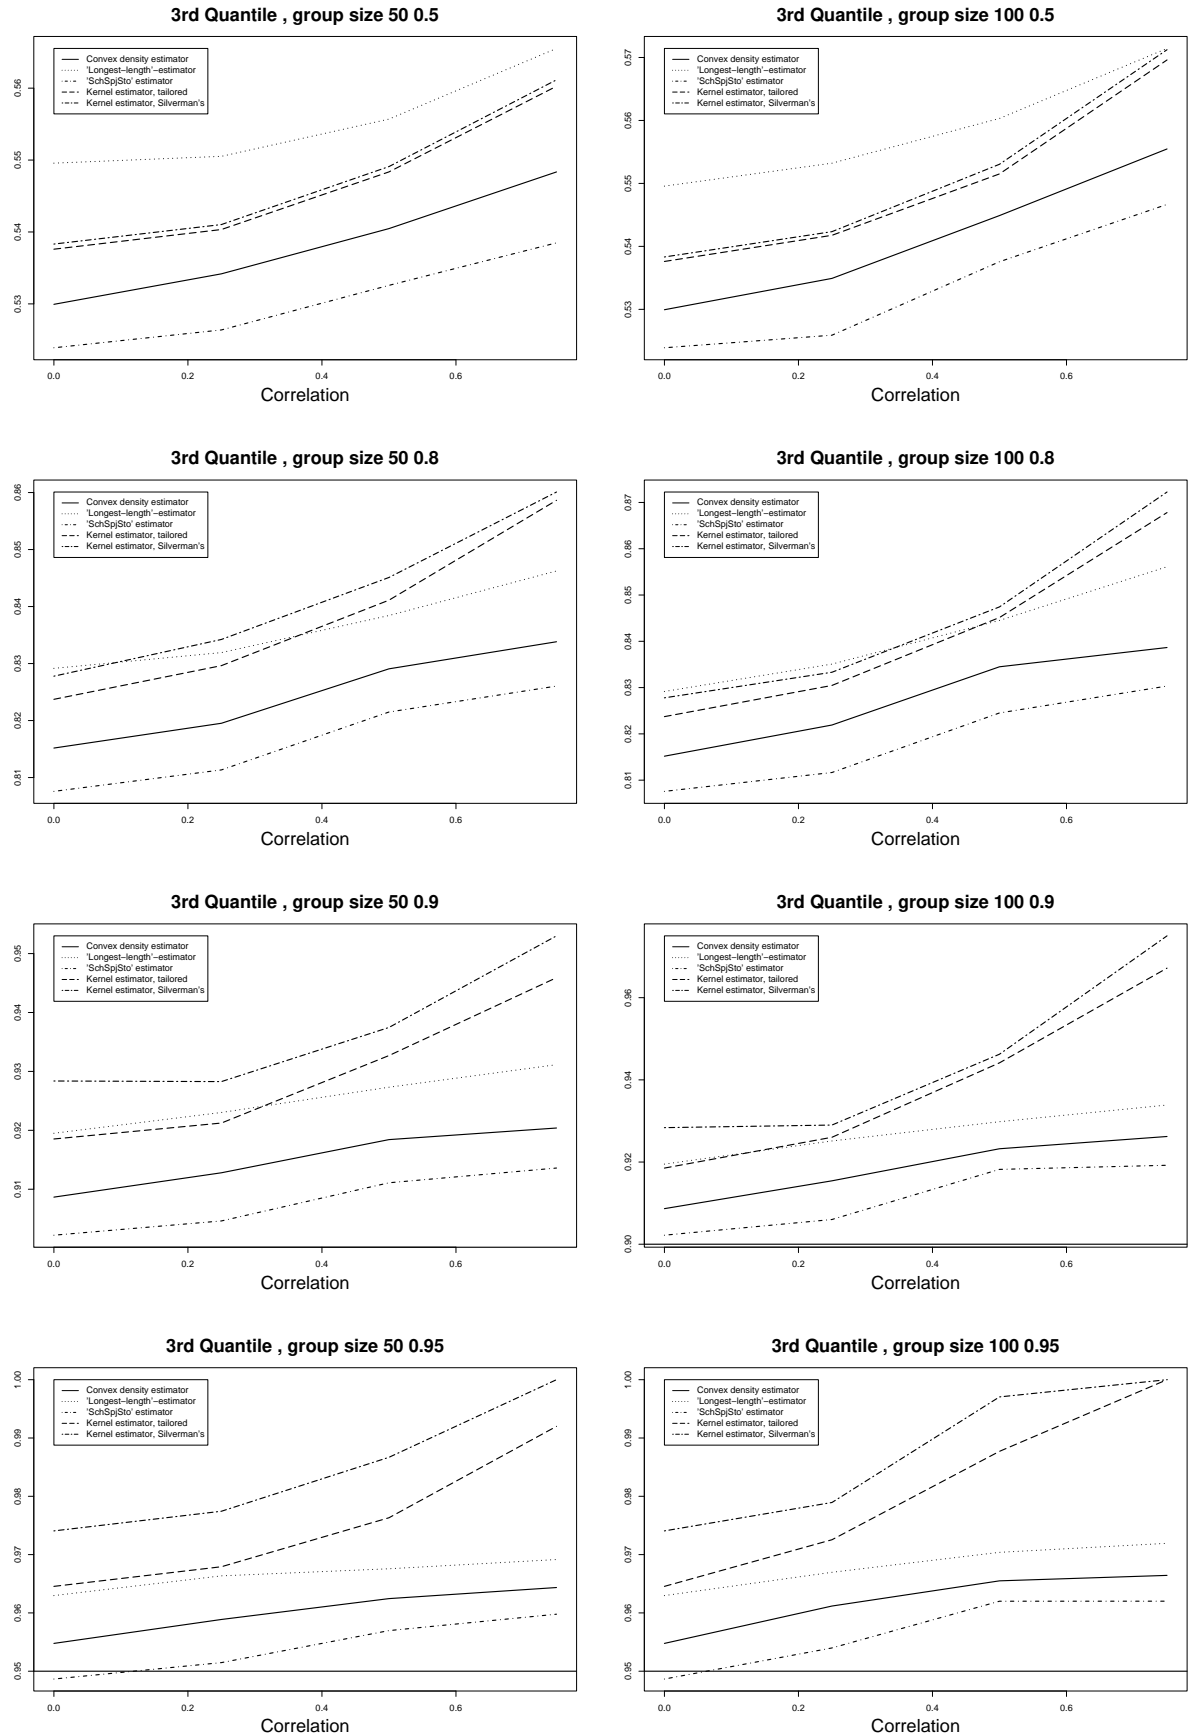 3rd Quantile , group size 50 0.5
Convex density estimator
'Longest−length'−estimator
'SchSpjSto' estimator
Kernel estimator, tailored
Kernel estimator, Silverman's
0.56
0.55
0.54
0.53
0.0 0.2 0.4 0.6
Correlation
3rd Quantile , group size 100 0.5
Convex density estimator
'Longest−length'−estimator
'SchSpjSto' estimator
Kernel estimator, tailored
Kernel estimator, Silverman's
0.57
0.56
0.55
0.54
0.53
0.0 0.2 0.4 0.6
Correlation
3rd Quantile , group size 50 0.8
Convex density estimator
'Longest−length'−estimator
'SchSpjSto' estimator
Kernel estimator, tailored
Kernel estimator, Silverman's
0.86
0.85
0.84
0.83
0.82
0.81
0.0 0.2 0.4 0.6
Correlation
3rd Quantile , group size 100 0.8
Convex density estimator
'Longest−length'−estimator
'SchSpjSto' estimator
Kernel estimator, tailored
Kernel estimator, Silverman's
0.87
0.86
0.85
0.84
0.83
0.82
0.81
0.0 0.2 0.4 0.6
Correlation
3rd Quantile , group size 50 0.9
Convex density estimator
'Longest−length'−estimator
'SchSpjSto' estimator
Kernel estimator, tailored
Kernel estimator, Silverman's
0.95
0.94
0.93
0.92
0.91
0.0 0.2 0.4 0.6
Correlation
3rd Quantile , group size 100 0.9
Convex density estimator
'Longest−length'−estimator
'SchSpjSto' estimator
Kernel estimator, tailored
Kernel estimator, Silverman's
0.96
0.94
0.92
0.90
0.0 0.2 0.4 0.6
Correlation
3rd Quantile , group size 50 0.95
Convex density estimator
'Longest−length'−estimator
'SchSpjSto' estimator
Kernel estimator, tailored
Kernel estimator, Silverman's
1.00
0.99
0.98
0.97
0.96
0.95
0.0 0.2 0.4 0.6
Correlation
3rd Quantile , group size 100 0.95
Convex density estimator
'Longest−length'−estimator
'SchSpjSto' estimator
Kernel estimator, tailored
Kernel estimator, Silverman's
1.00
0.99
0.98
0.97
0.96
0.95
0.0 0.2 0.4 0.6
Correlation